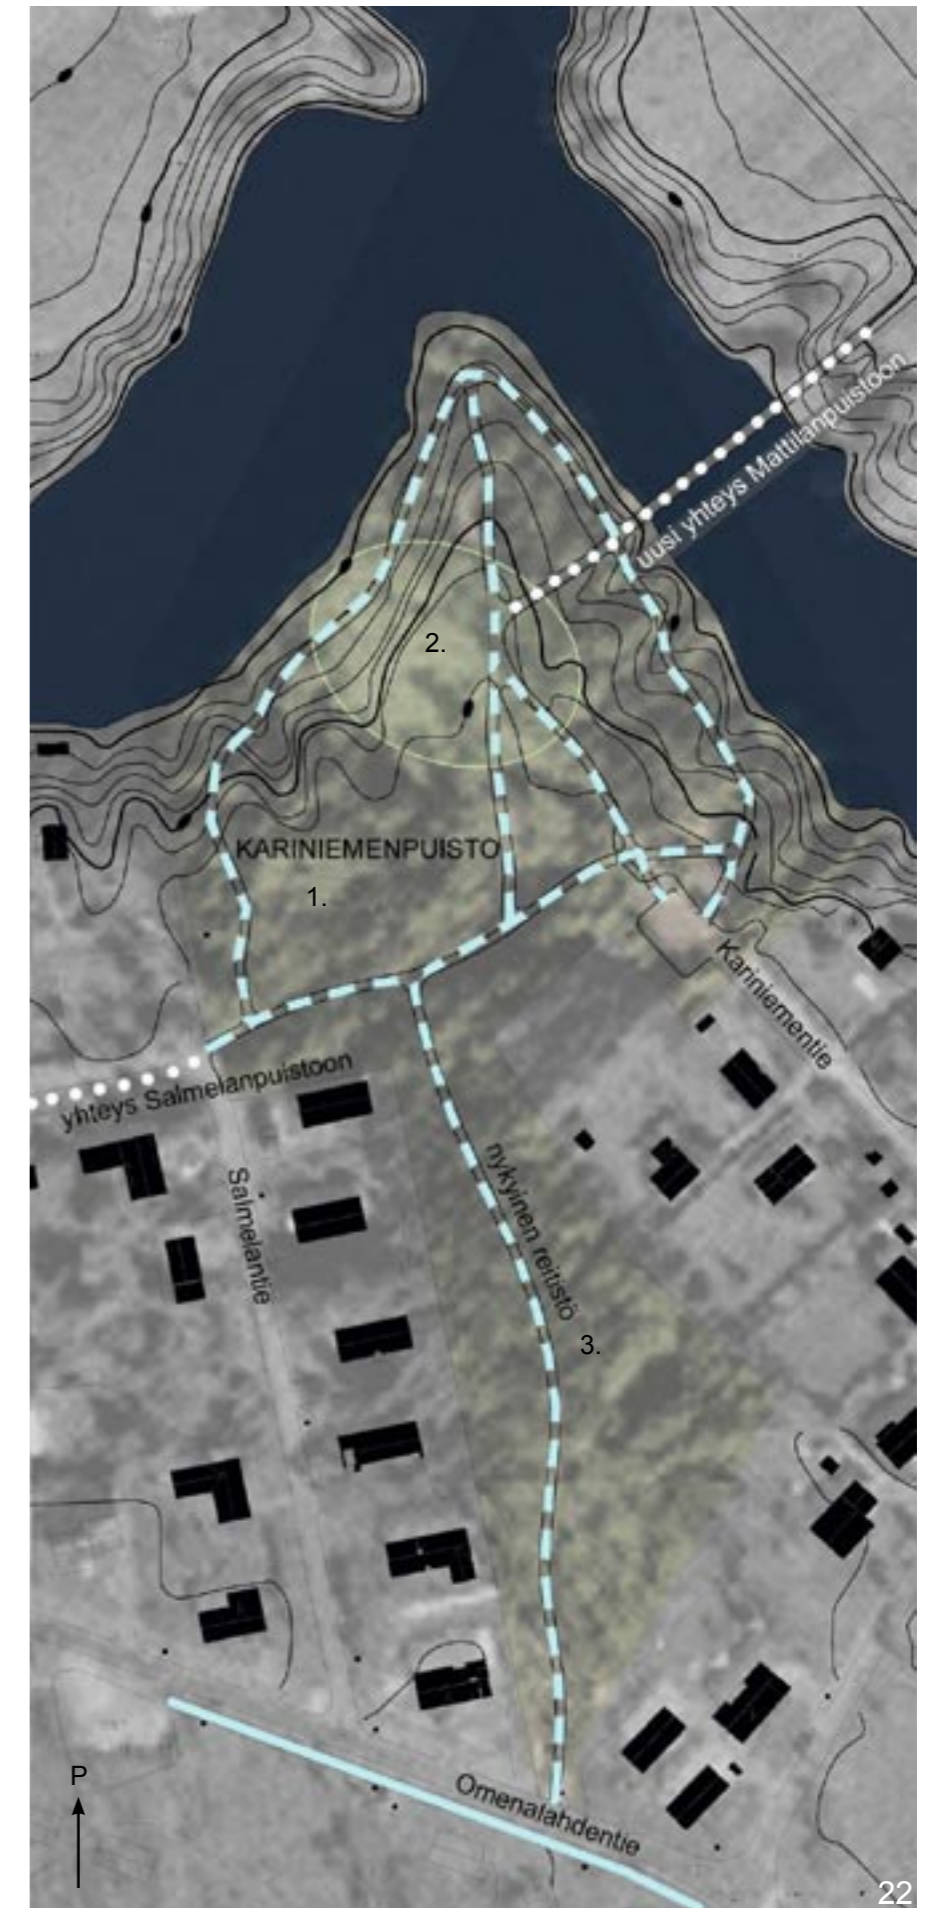 uusi yhteys Mattilanpuistoon
2.
KARINIEMENPUISTO
1.
Kariniementie
yhteys Salmelanpuistoon
Salmelantie
nykyinen reitistö
3.
P
Omenalahdentie
22